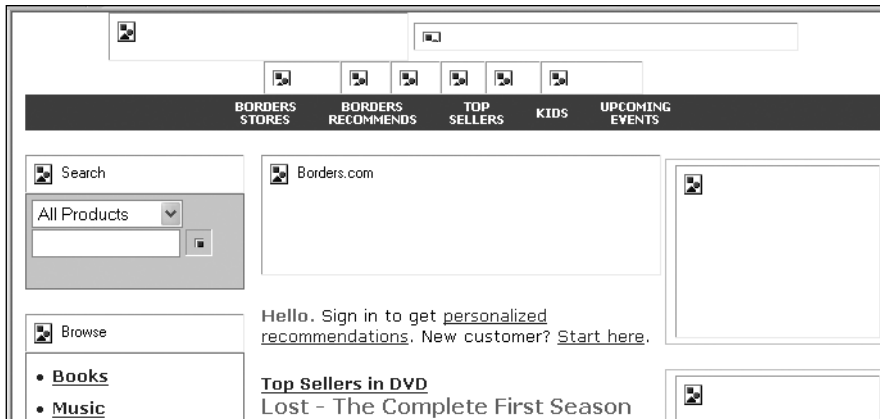 BORDERS STORES
BORDERS RECOMMENDS
TOP SELLERS
KIDS
UPCOMING EVENTS
Search
All Products
Browse
• Books
• Music
Borders.com
Hello. Sign in to get personalized
recommendations. New customer? Start here.
Top Sellers in DVD
Lost - The Complete First Season